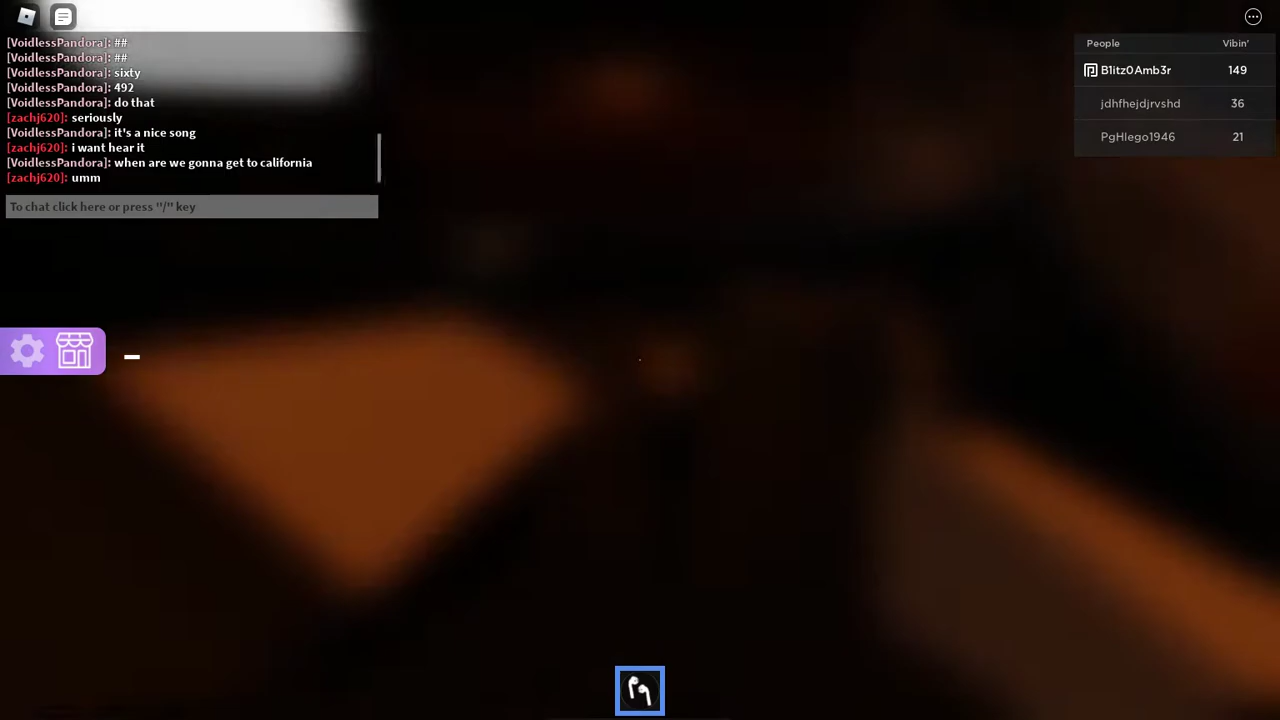 [VoidlessPandora]: ##
[VoidlessPandora]: ##
[VoidlessPandora]: sixty
[VoidlessPandora]: 492
[VoidlessPandora]: do that
[zachj620]: seriously
[VoidlessPandora]: it's a nice song
[zachj620]: i want hear it
[VoidlessPandora]: when are we gonna get to california
[zachj620]: umm
To chat click here or press "/" key
People Vibin'
B1itz0Amb3r 149
jdhfhejdjrvshd 36
PgHlego1946 21